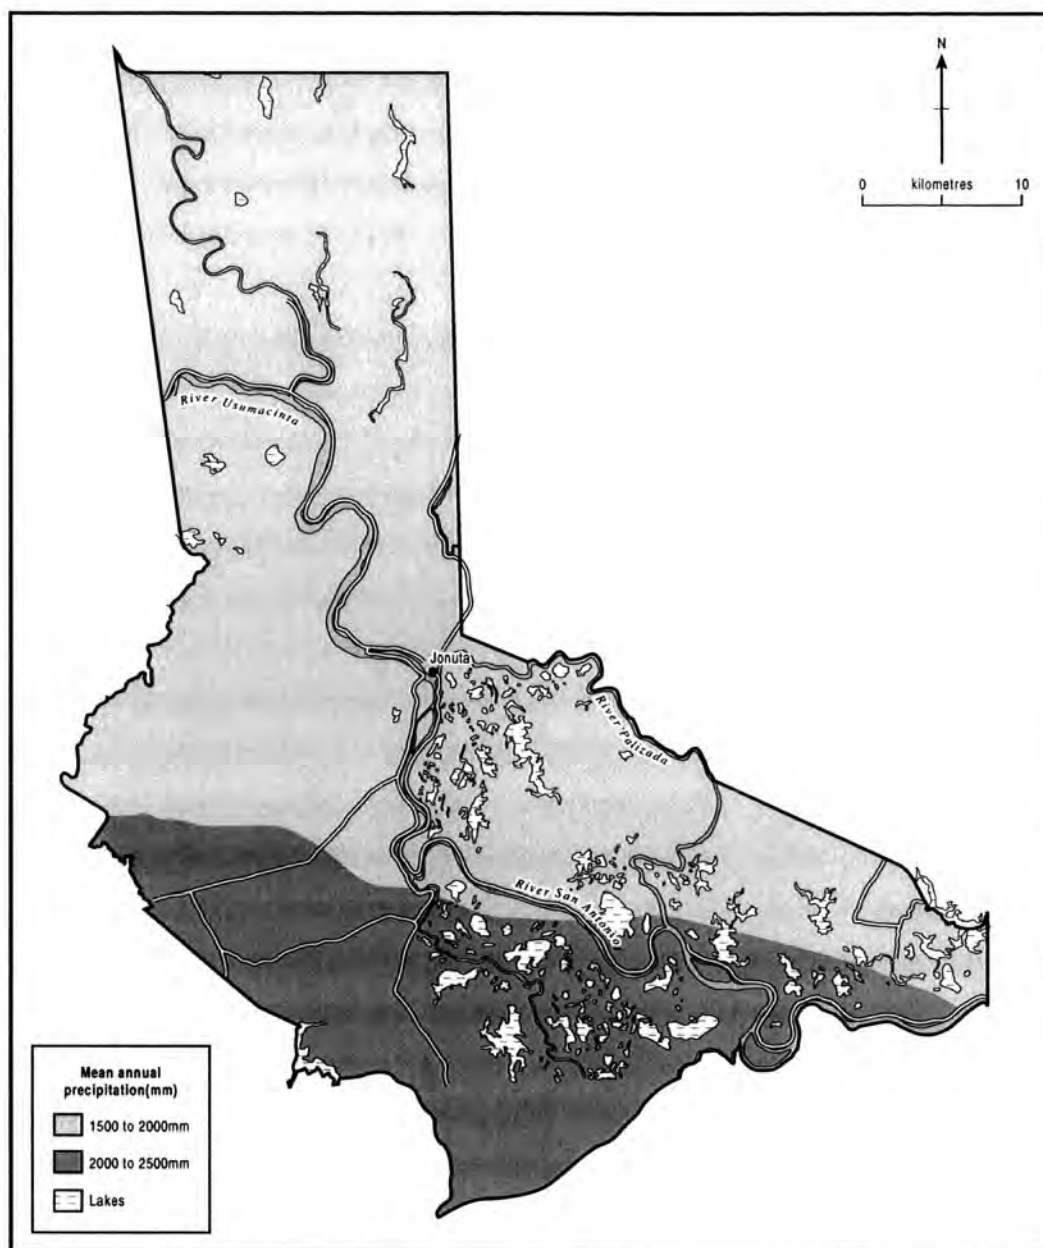 N
0 kilometres 10
River Usumacinta
Jonuta
River Palizada
River San Antonio
Mean annual
precipitation(mm)
1500 to 2000mm
2000 to 2500mm
Lakes